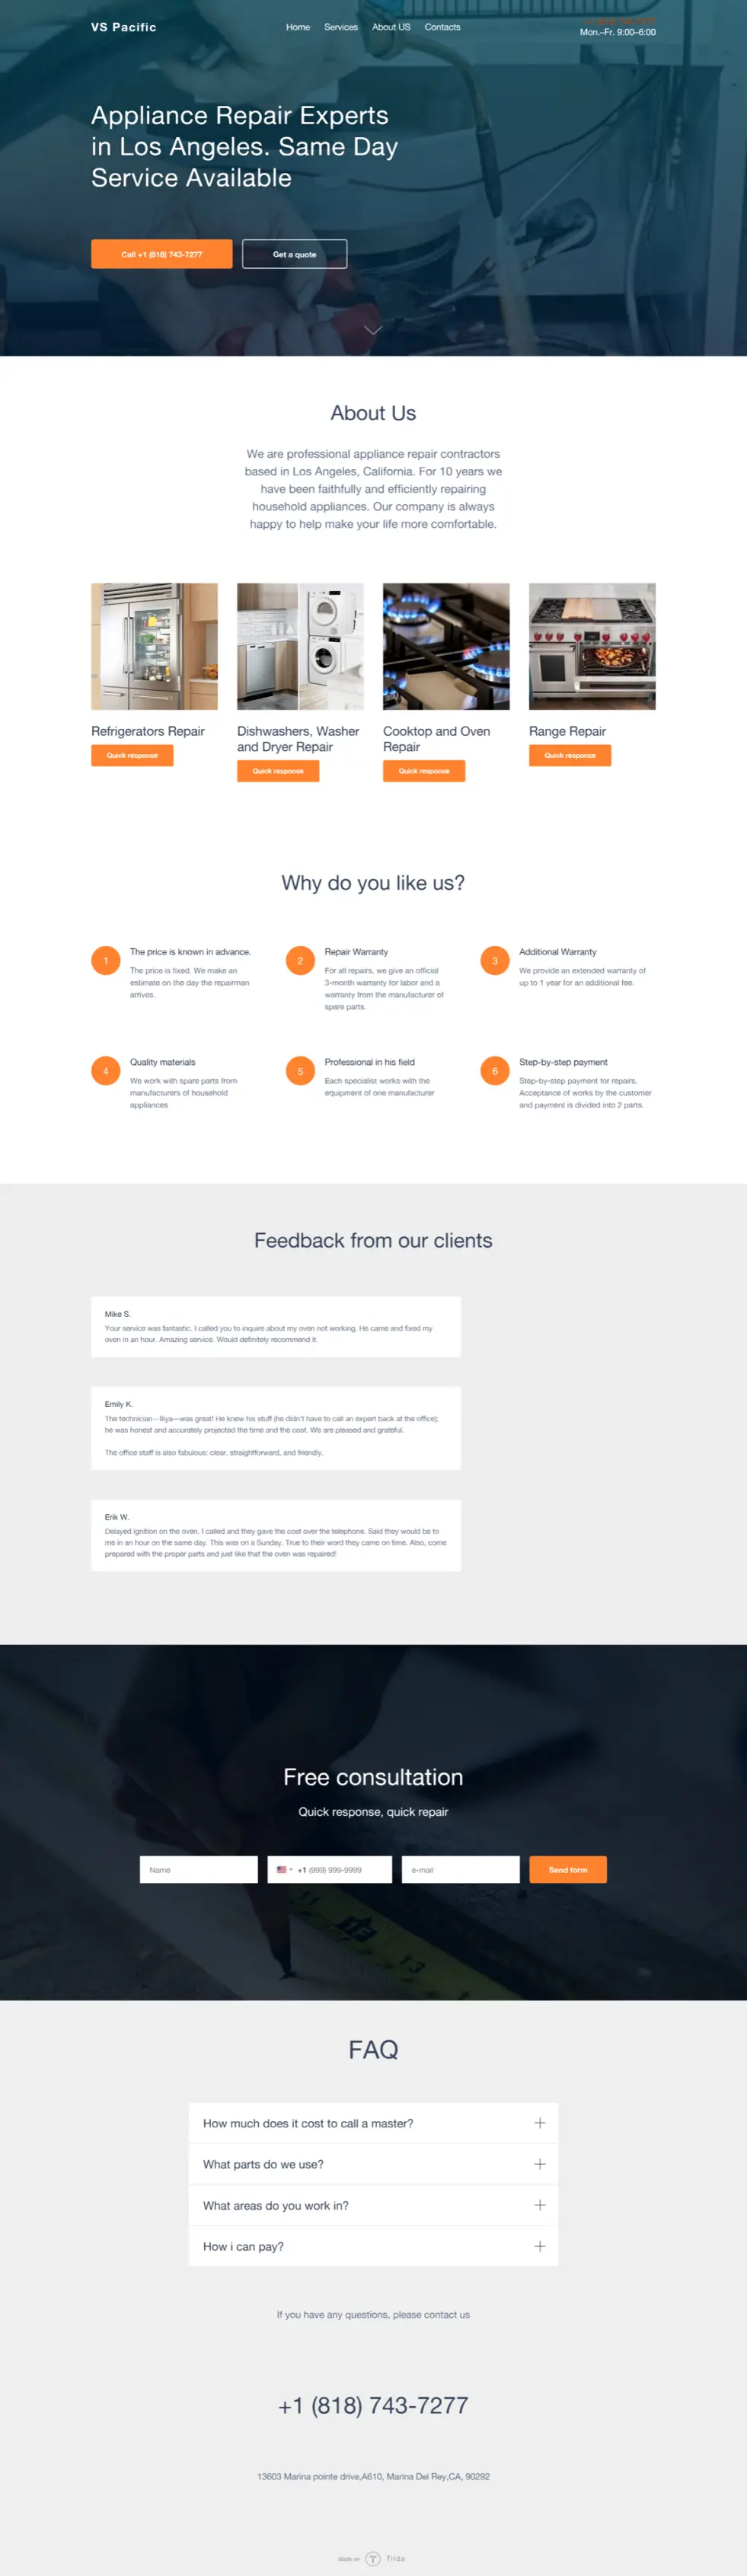 VS Pacific
Home Services About US Contacts
Mon.–Fr. 9:00–6:00
Appliance Repair Experts
in Los Angeles. Same Day
Service Available
Call +1 (818) 743-7277
Get a quote
About Us
We are professional appliance repair contractors
based in Los Angeles, California. For 10 years we
have been faithfully and efficiently repairing
household appliances. Our company is always
happy to help make your life more comfortable.
Refrigerators Repair
Quick response
Dishwashers, Washer
and Dryer Repair
Quick response
Cooktop and Oven
Repair
Quick response
Range Repair
Quick response
Why do you like us?
1
The price is known in advance.
The price is fixed. We make an
estimate on the day the repairman
arrives.
2
Repair Warranty
For all repairs, we give an official
3-month warranty for labor and a
warranty from the manufacturer of
spare parts.
3
Additional Warranty
We provide an extended warranty of
up to 1 year for an additional fee.
4
Quality materials
We work with spare parts from
manufacturers of household
appliances
5
Professional in his field
Each specialist works with the
equipment of one manufacturer
6
Step-by-step payment
Step-by-step payment for repairs.
Acceptance of works by the customer
and payment is divided into 2 parts.
Feedback from our clients
Mike S.
Your service was fantastic. I called you to inquire about my oven not working. He came and fixed my
oven in an hour. Amazing service. Would definitely recommend it.
Emily K.
The technician—Iliya—was great! He knew his stuff (he didn't have to call an expert back at the office);
he was honest and accurately projected the time and the cost. We are pleased and grateful.
The office staff is also fabulous: clear, straightforward, and friendly.
Erik W.
Delayed ignition on the oven. I called and they gave the cost over the telephone. Said they would be to
me in an hour on the same day. This was on a Sunday. True to their word they came on time. Also, come
prepared with the proper parts and just like that the oven was repaired!
Free consultation
Quick response, quick repair
Name
+1 (999) 999-9999
e-mail
Send form
FAQ
How much does it cost to call a master?
What parts do we use?
What areas do you work in?
How i can pay?
If you have any questions, please contact us
+1 (818) 743-7277
13603 Marina pointe drive,A610, Marina Del Rey,CA, 90292
Made on Tilda